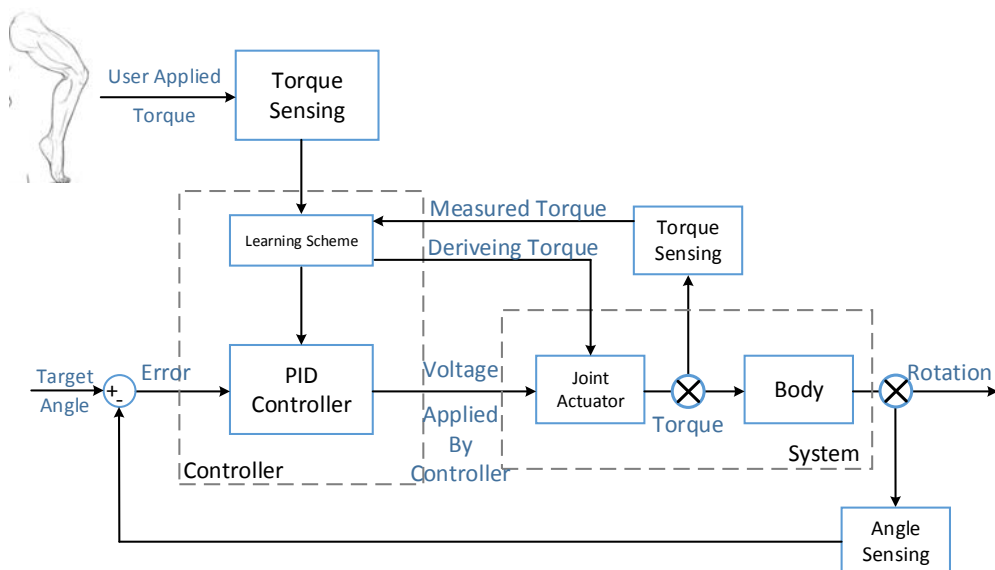 User Applied
Torque
Torque
Sensing
Learning Scheme
Measured Torque
Deriveing Torque
Torque
Sensing
Target
Angle
+
-
Error
PID
Controller
Voltage
Applied
By
Controller
Joint
Actuator
Torque
Body
Rotation
System
Controller
Angle
Sensing